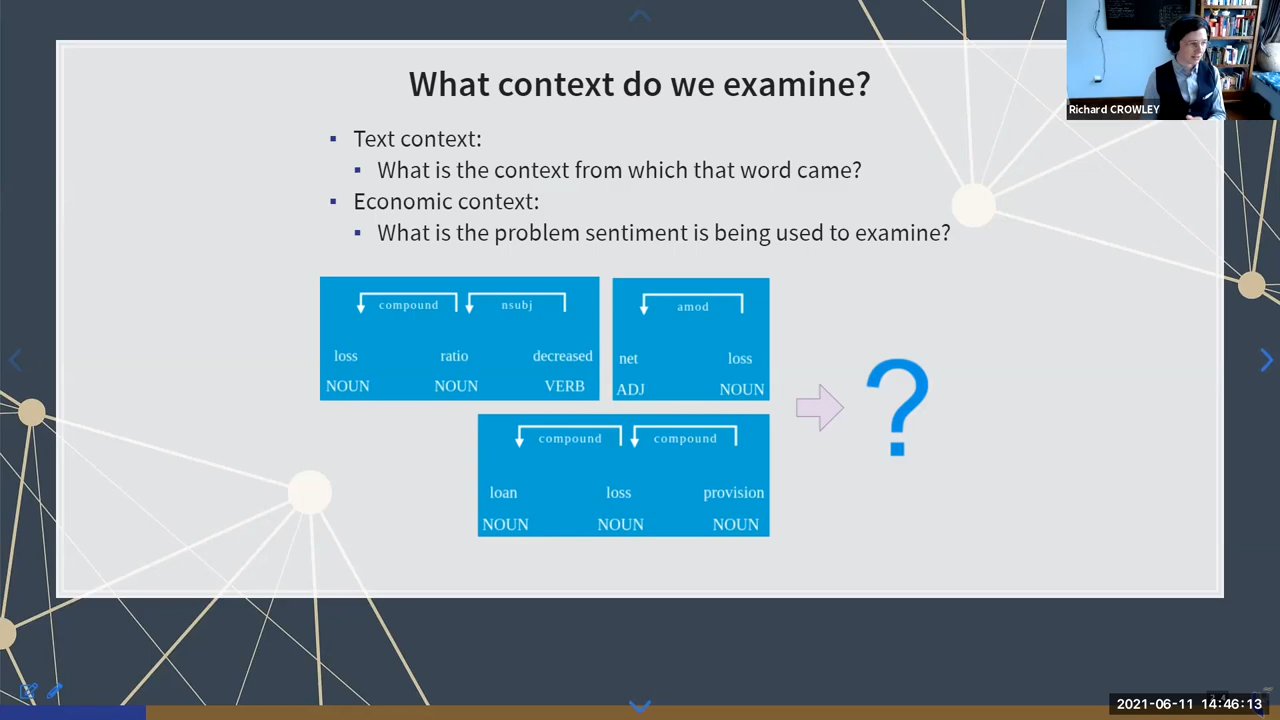 What context do we examine?
Richard CROWLEY
▪ Text context:
▪ What is the context from which that word came?
▪ Economic context:
▪ What is the problem sentiment is being used to examine?
compound nsubj
loss ratio decreased
NOUN NOUN VERB
amod
net loss
ADJ NOUN
?
compound compound
loan loss provision
NOUN NOUN NOUN
2021-06-11 14:46:13